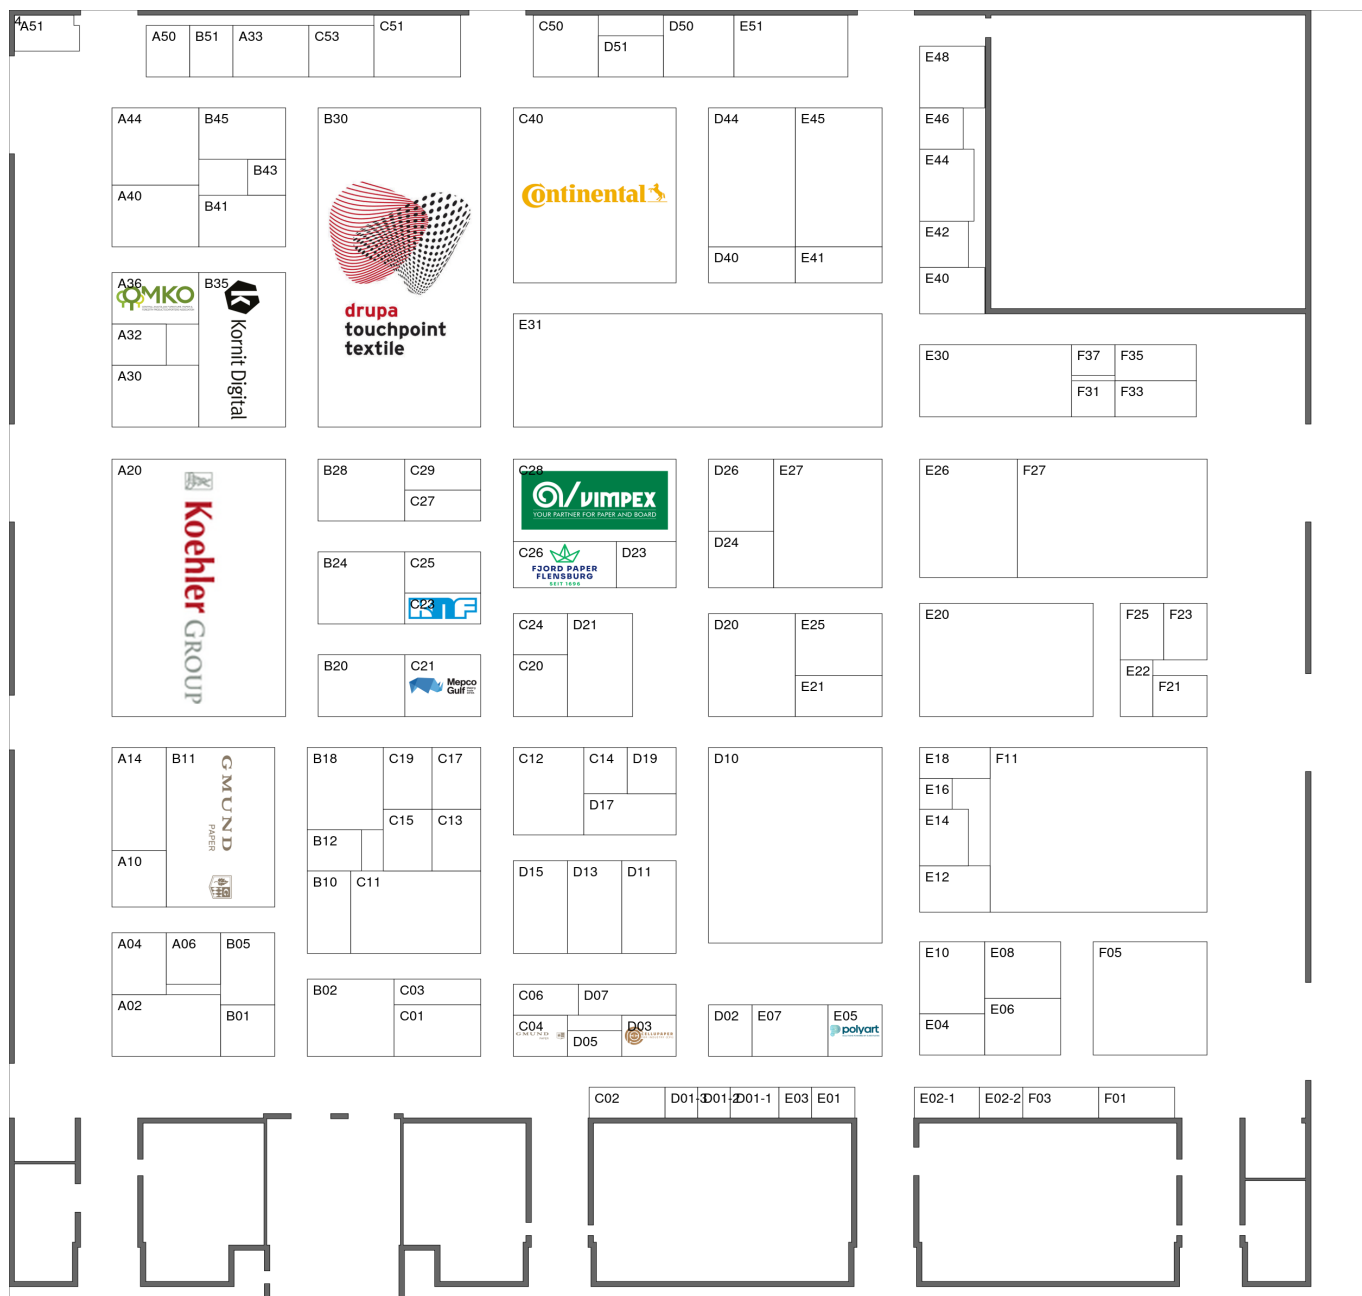 4
A51
A50 B51 A33 C53 C51
C50 D51 D50 E51
E48
A44 B45 B30 C40 D44 E45 E46
B43
E44
A40
B41
Continental
E42
D40 E41
E40
A36
ÖMKO
B35
Kornit Digital
drupa
touchpoint
textile
E31
A32
A30
E30 F37 F35
F31 F33
A20
Koehler GROUP
B28 C29
C27
C28
VIMPEX
YOUR PARTNER FOR PAPER AND BOARD
D26 E27 E26 F27
D24
B24 C25
C23
C26
FJORD PAPER
FLENSBURG
SEIT 1696
D23
C24 D21 D20 E25 E20 F25 F23
B20 C21
Mepco
Gulf
C20
E21
E22
F21
A14 B11
GMUND
PAPER
B18 C19 C17 C12 C14 D19 D10 E18 F11
E16
D17
C15 C13
E14
B12
A10
B10 C11
D15 D13 D11
E12
A04 A06 B05
E10 E08 F05
A02
B01
B02 C03
C01
C06 D07
C04
GMUND
D05
D03
D02 E07 E05
polyart
E06
E04
C02 D01-3 D01-2 D01-1 E03 E01
E02-1 E02-2 F03 F01